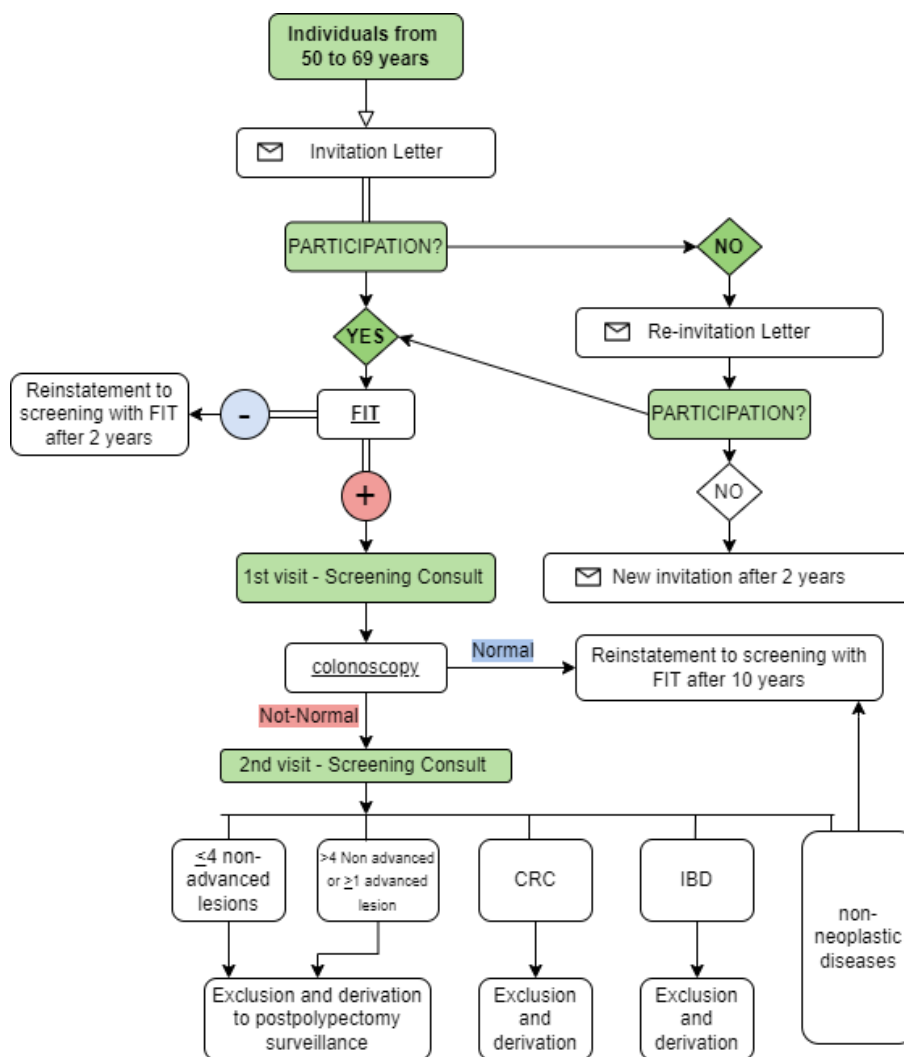 Individuals from
50 to 69 years
Invitation Letter
PARTICIPATION?
NO
YES
Re-invitation Letter
Reinstatement to
screening with FIT
after 2 years
-
FIT
PARTICIPATION?
+
NO
1st visit - Screening Consult
New invitation after 2 years
colonoscopy
Normal
Reinstatement to screening with
FIT after 10 years
Not-Normal
2nd visit - Screening Consult
≤4 non-
advanced
lesions
>4 Non advanced
or ≥1 advanced
lesion
CRC
IBD
non-
neoplastic
diseases
Exclusion and derivation
to postpolypectomy
surveillance
Exclusion
and
derivation
Exclusion
and
derivation